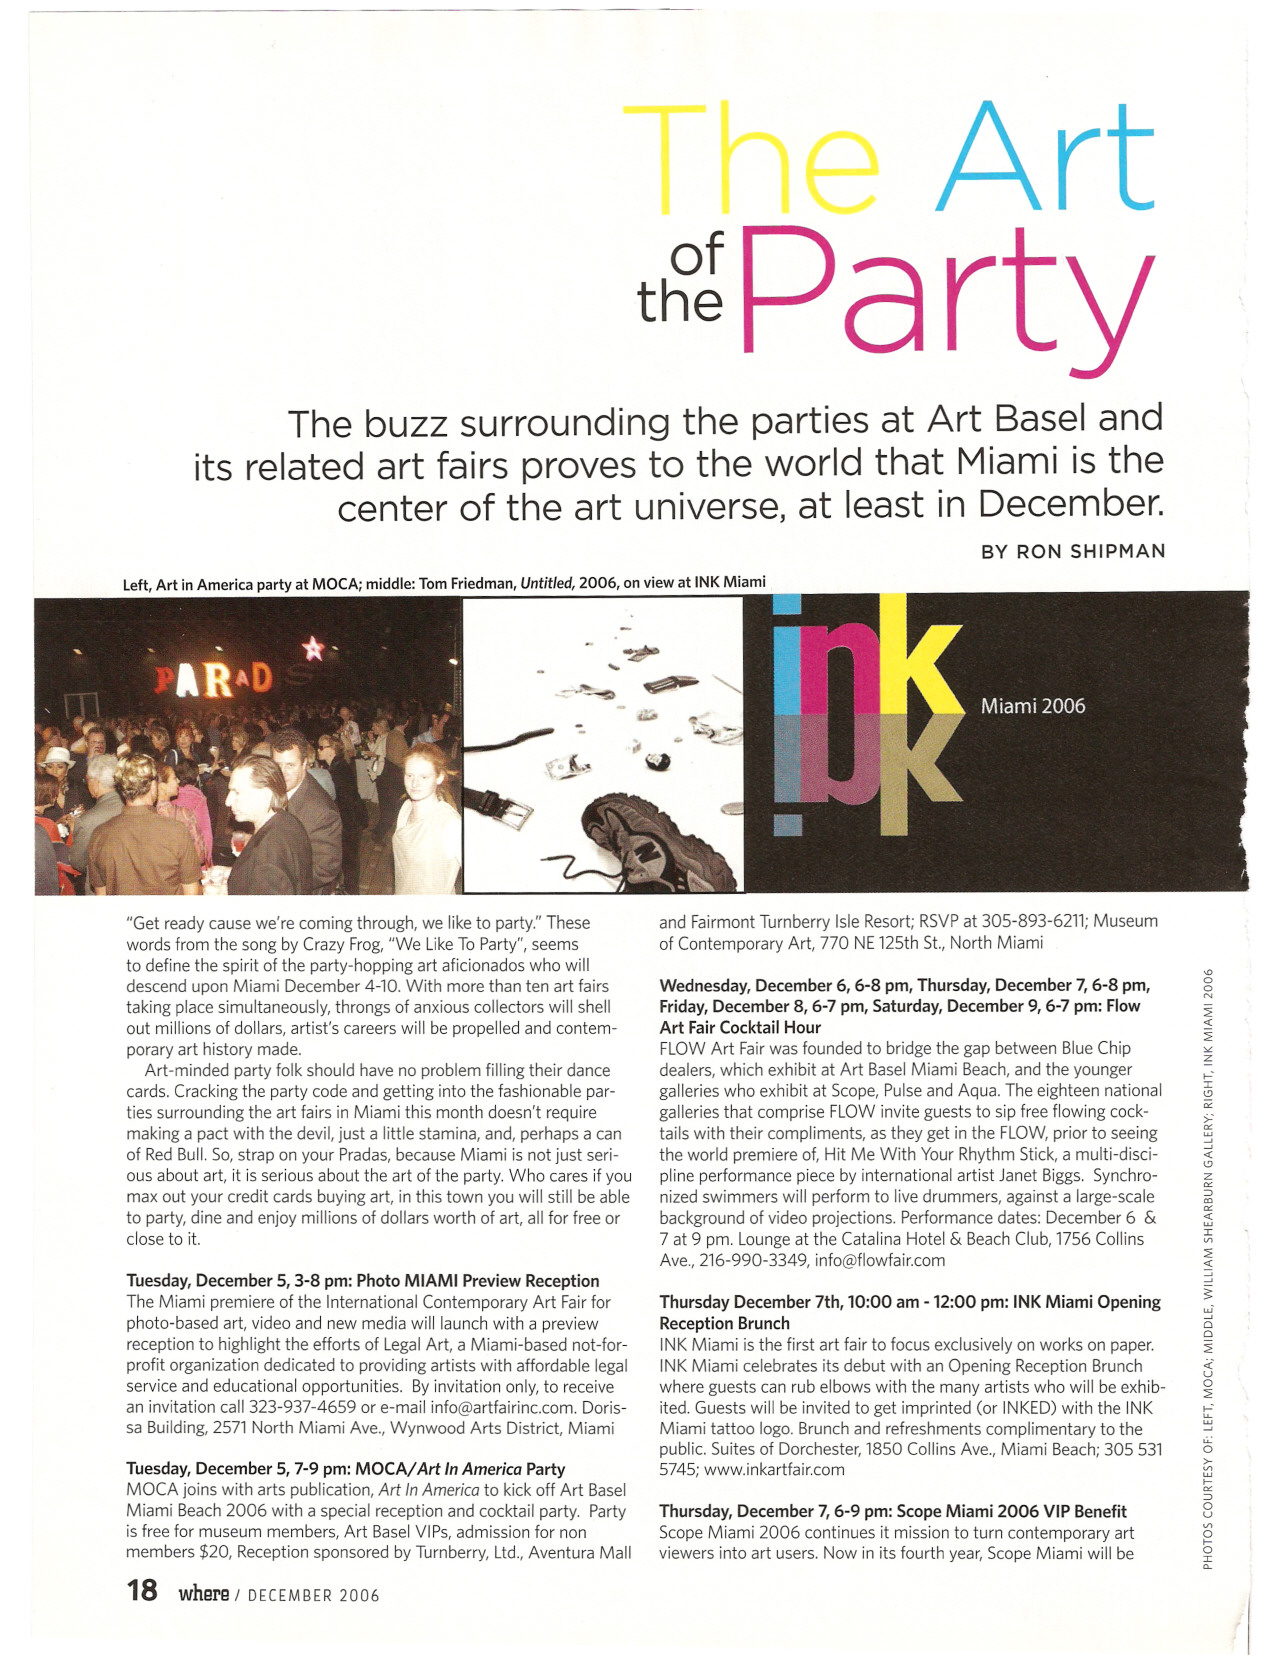 The Art
of
the Party
The buzz surrounding the parties at Art Basel and
its related art fairs proves to the world that Miami is the
center of the art universe, at least in December.
BY RON SHIPMAN
Left, Art in America party at MOCA; middle: Tom Friedman, Untitled, 2006, on view at INK Miami
PARADS
ink
Miami 2006
"Get ready cause we're coming through, we like to party." These
words from the song by Crazy Frog, "We Like To Party", seems
to define the spirit of the party-hopping art aficionados who will
descend upon Miami December 4-10. With more than ten art fairs
taking place simultaneously, throngs of anxious collectors will shell
out millions of dollars, artist's careers will be propelled and contem-
porary art history made.
Art-minded party folk should have no problem filling their dance
cards. Cracking the party code and getting into the fashionable par-
ties surrounding the art fairs in Miami this month doesn't require
making a pact with the devil, just a little stamina, and, perhaps a can
of Red Bull. So, strap on your Pradas, because Miami is not just seri-
ous about art, it is serious about the art of the party. Who cares if you
max out your credit cards buying art, in this town you will still be able
to party, dine and enjoy millions of dollars worth of art, all for free or
close to it.
Tuesday, December 5, 3-8 pm: Photo MIAMI Preview Reception
The Miami premiere of the International Contemporary Art Fair for
photo-based art, video and new media will launch with a preview
reception to highlight the efforts of Legal Art, a Miami-based not-for-
profit organization dedicated to providing artists with affordable legal
service and educational opportunities. By invitation only, to receive
an invitation call 323-937-4659 or e-mail info@artfairinc.com. Doris-
sa Building, 2571 North Miami Ave., Wynwood Arts District, Miami
Tuesday, December 5, 7-9 pm: MOCA/Art In America Party
MOCA joins with arts publication, Art In America to kick off Art Basel
Miami Beach 2006 with a special reception and cocktail party. Party
is free for museum members, Art Basel VIPs, admission for non
members $20, Reception sponsored by Turnberry, Ltd., Aventura Mall
and Fairmont Turnberry Isle Resort; RSVP at 305-893-6211; Museum
of Contemporary Art, 770 NE 125th St., North Miami
Wednesday, December 6, 6-8 pm, Thursday, December 7, 6-8 pm,
Friday, December 8, 6-7 pm, Saturday, December 9, 6-7 pm: Flow
Art Fair Cocktail Hour
FLOW Art Fair was founded to bridge the gap between Blue Chip
dealers, which exhibit at Art Basel Miami Beach, and the younger
galleries who exhibit at Scope, Pulse and Aqua. The eighteen national
galleries that comprise FLOW invite guests to sip free flowing cock-
tails with their compliments, as they get in the FLOW, prior to seeing
the world premiere of, Hit Me With Your Rhythm Stick, a multi-disci-
pline performance piece by international artist Janet Biggs. Synchro-
nized swimmers will perform to live drummers, against a large-scale
background of video projections. Performance dates: December 6 &
7 at 9 pm. Lounge at the Catalina Hotel & Beach Club, 1756 Collins
Ave., 216-990-3349, info@flowfair.com
Thursday December 7th, 10:00 am - 12:00 pm: INK Miami Opening
Reception Brunch
INK Miami is the first art fair to focus exclusively on works on paper.
INK Miami celebrates its debut with an Opening Reception Brunch
where guests can rub elbows with the many artists who will be exhib-
ited. Guests will be invited to get imprinted (or INKED) with the INK
Miami tattoo logo. Brunch and refreshments complimentary to the
public. Suites of Dorchester, 1850 Collins Ave., Miami Beach; 305 531
5745; www.inkartfair.com
Thursday, December 7, 6-9 pm: Scope Miami 2006 VIP Benefit
Scope Miami 2006 continues it mission to turn contemporary art
viewers into art users. Now in its fourth year, Scope Miami will be
PHOTOS COURTESY OF: LEFT, MOCA; MIDDLE, WILLIAM SHEARBURN GALLERY; RIGHT, INK MIAMI 2006
18 where / DECEMBER 2006